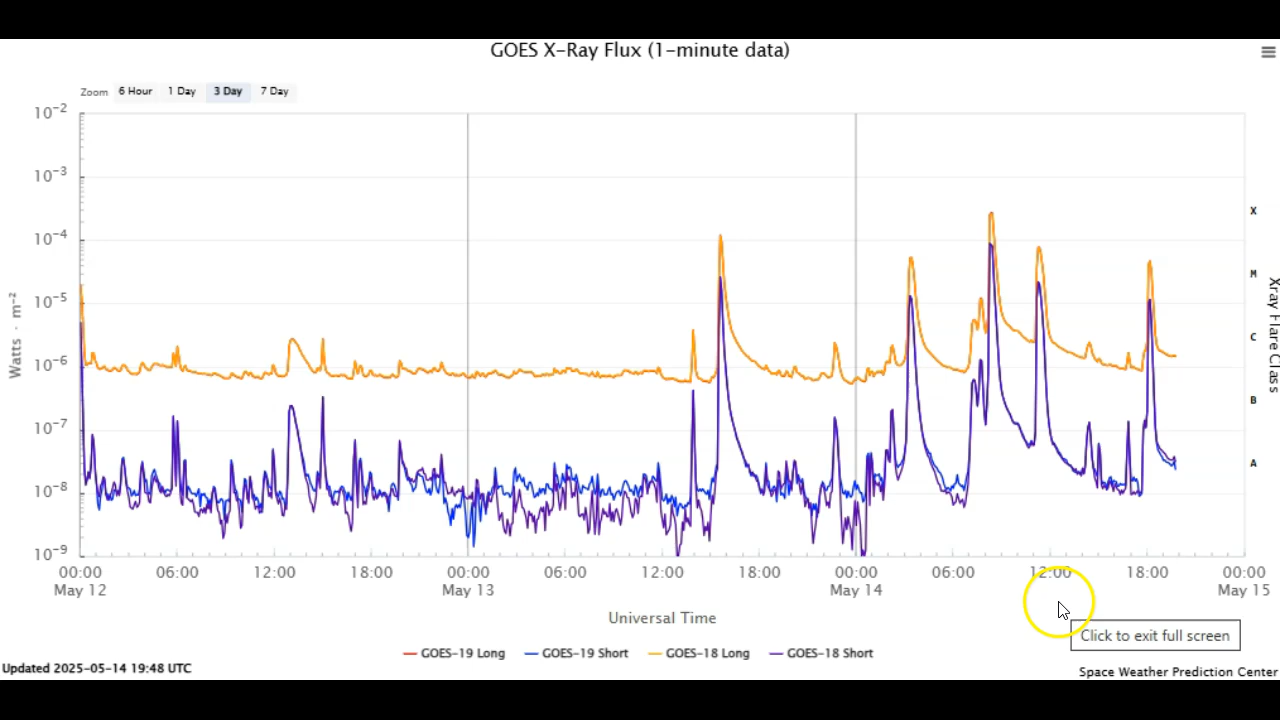 GOES X-Ray Flux (1-minute data)
Zoom 6 Hour 1 Day 3 Day 7 Day
10-2
10-3
10-4
10-5
10-6
10-7
10-8
10-9
Watts · m⁻²
X
M
C
B
A
Xray Flare Class
00:00 06:00 12:00 18:00 00:00 06:00 12:00 18:00 00:00 06:00 12:00 18:00 00:00
May 12 May 13 May 14 May 15
Universal Time
Click to exit full screen
GOES-19 Long GOES-19 Short GOES-18 Long GOES-18 Short
Updated 2025-05-14 19:48 UTC
Space Weather Prediction Center